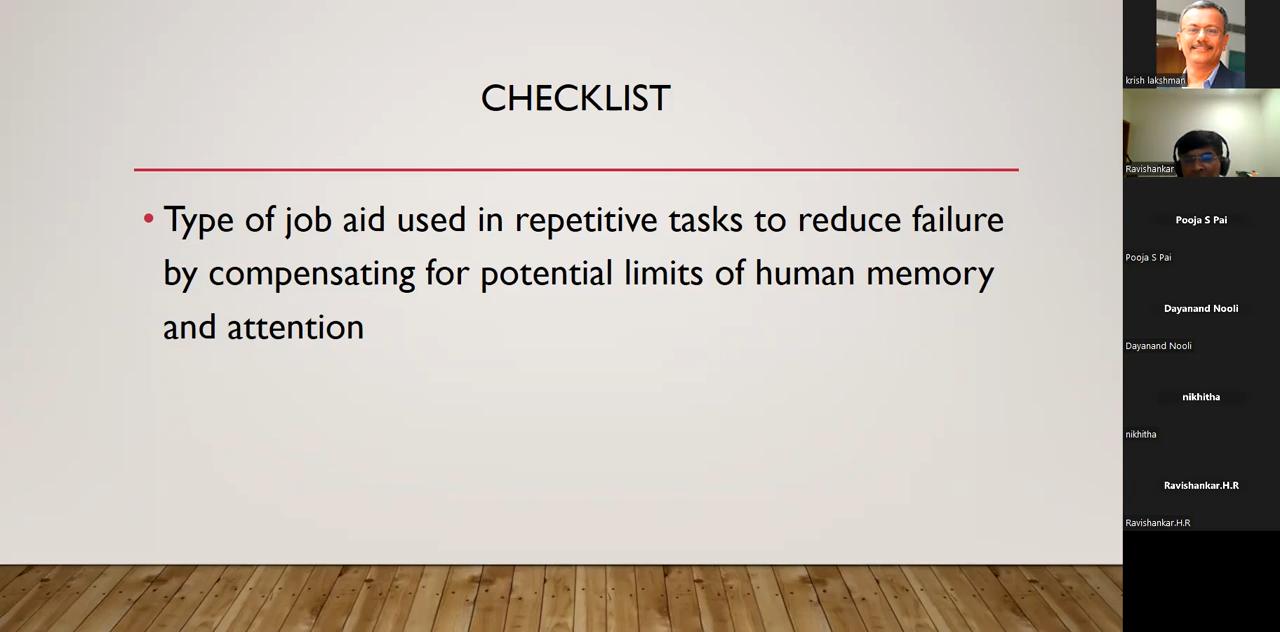 CHECKLIST
• Type of job aid used in repetitive tasks to reduce failure
by compensating for potential limits of human memory
and attention
krish lakshman
Ravishankar
Pooja S Pai
Pooja S Pai
Dayanand Nooli
Dayanand Nooli
nikhitha
nikhitha
Ravishankar.H.R
Ravishankar.H.R